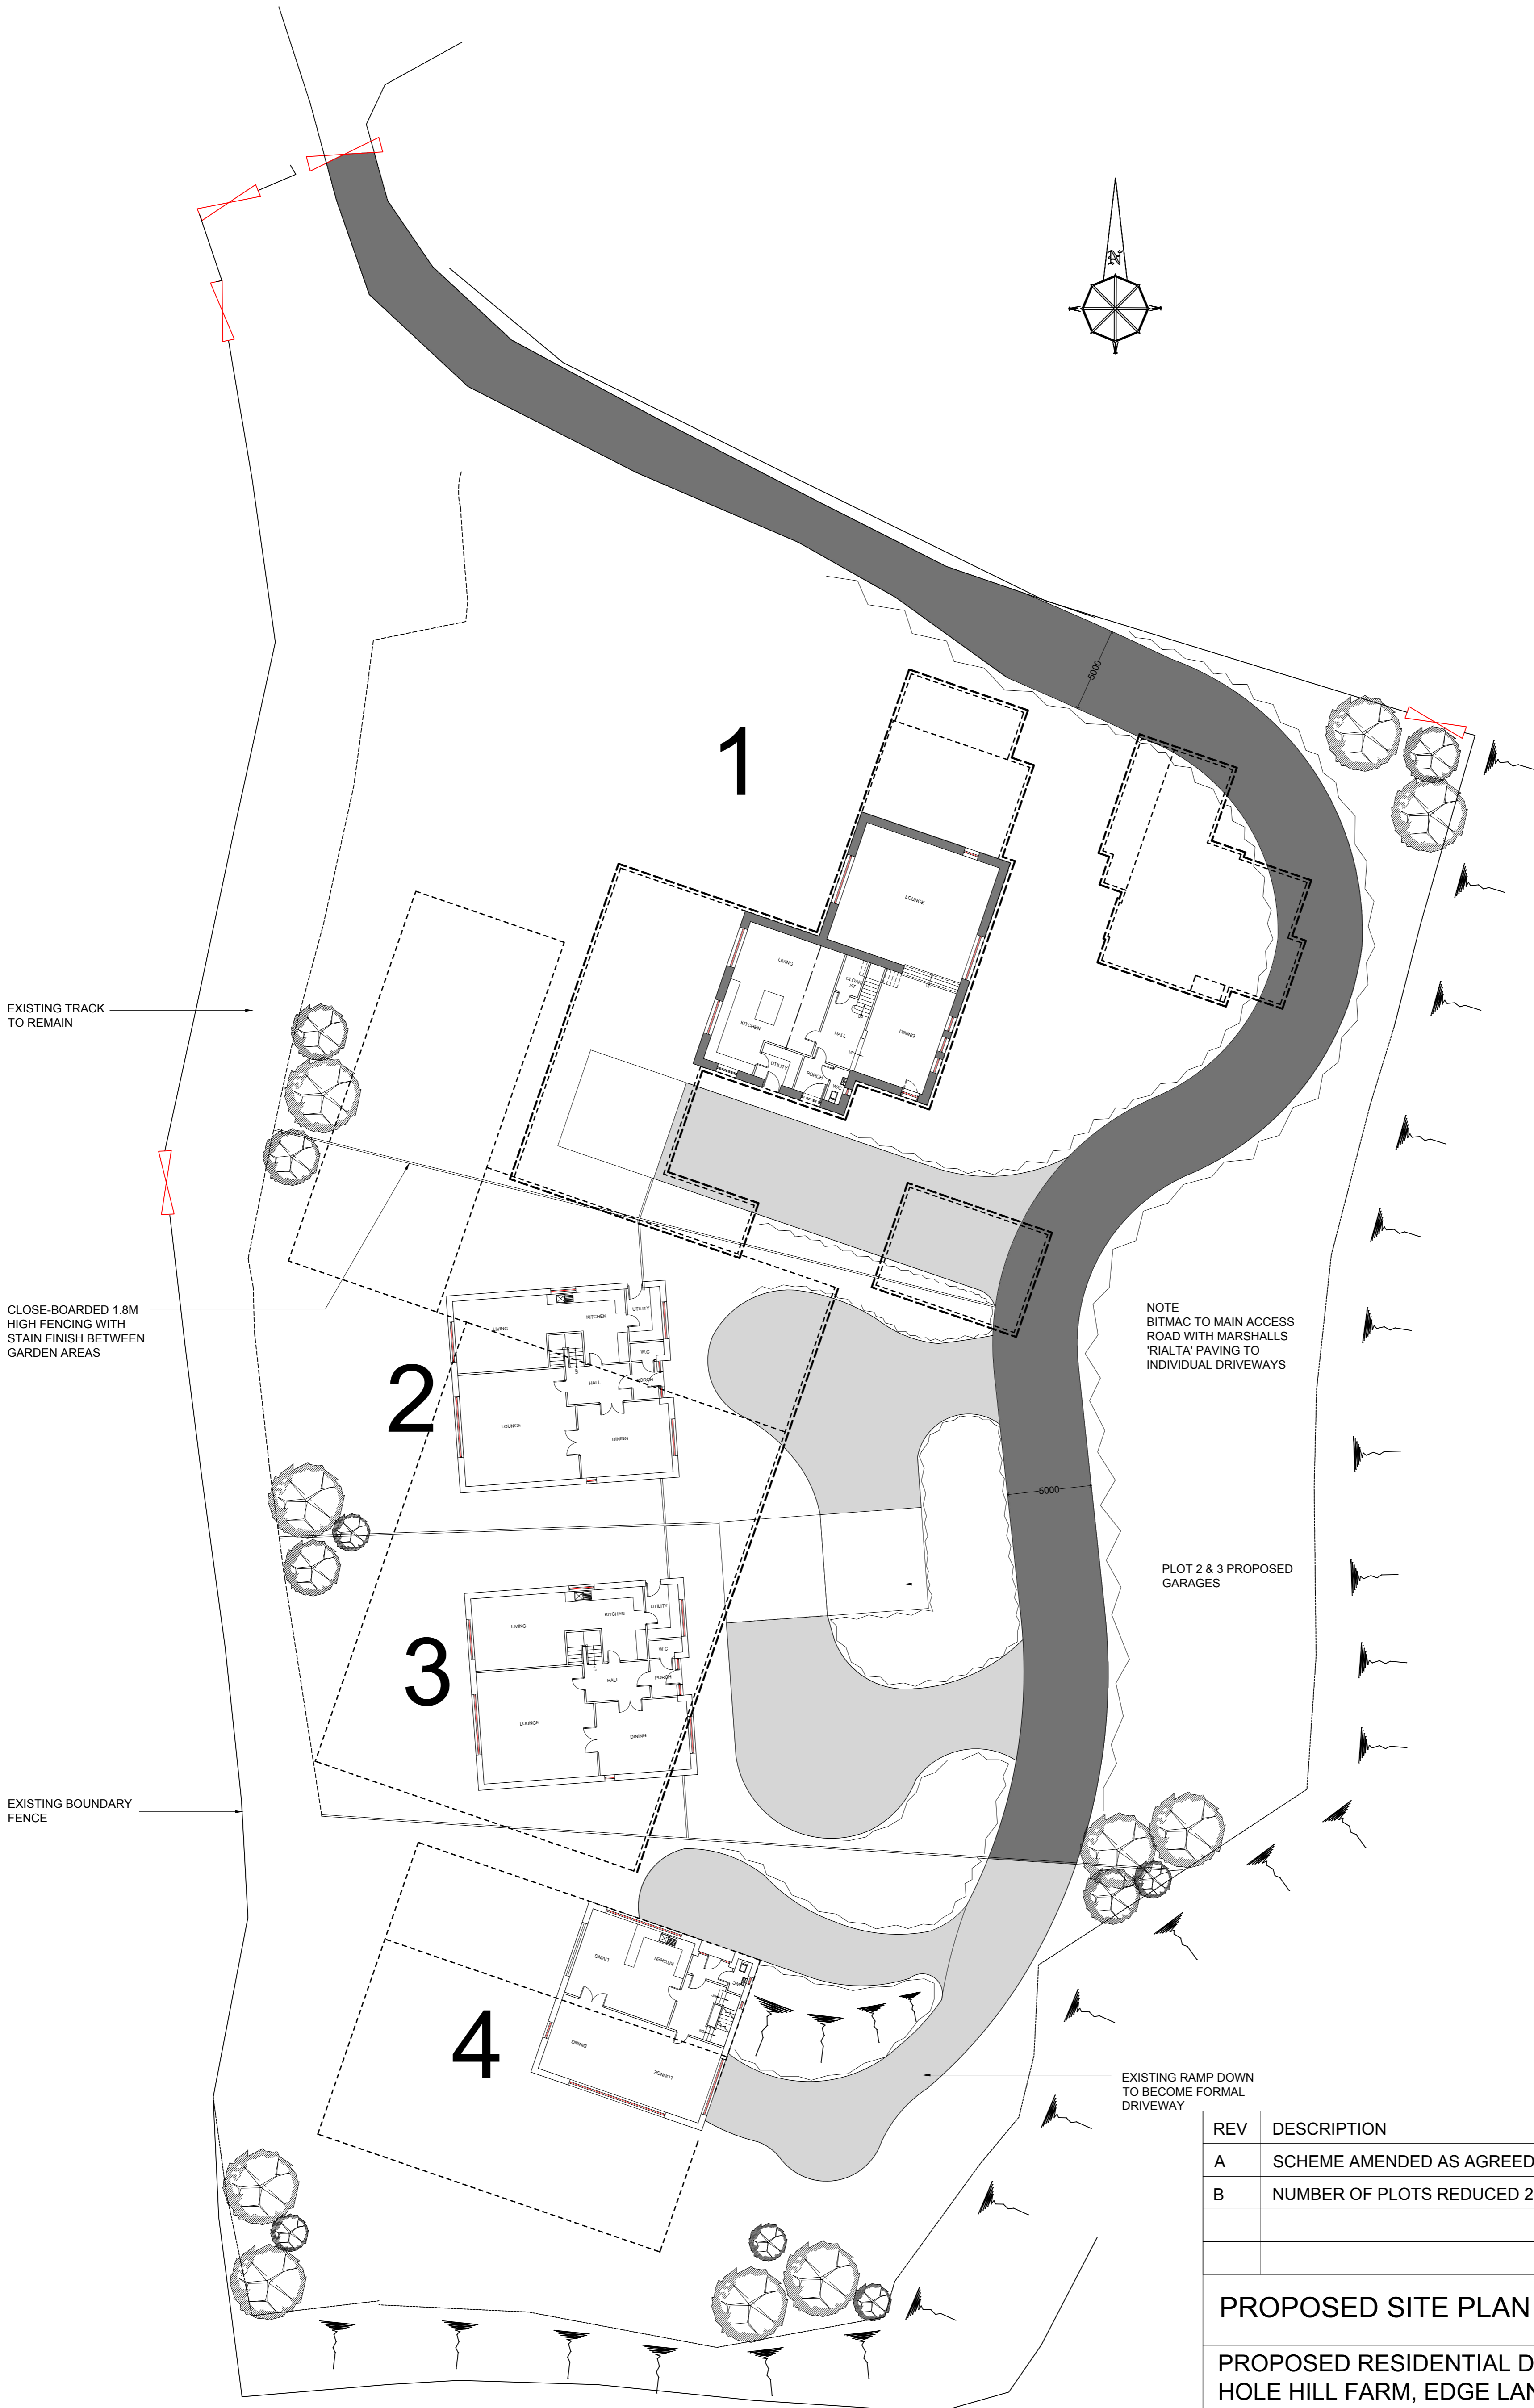 N
5000
1
LOUNGE
LIVING
CLOAK
ST.
UP
KITCHEN
HALL
DINING
UP
UTILITY
PORCH
W/C
EXISTING TRACK
TO REMAIN
CLOSE-BOARDED 1.8M
HIGH FENCING WITH
STAIN FINISH BETWEEN
GARDEN AREAS
NOTE
BITMAC TO MAIN ACCESS
ROAD WITH MARSHALLS
'RIALTA' PAVING TO
INDIVIDUAL DRIVEWAYS
2
LIVING
KITCHEN
UTILITY
W.C
HALL
PORCH
LOUNGE
DINING
5000
PLOT 2 & 3 PROPOSED
GARAGES
3
LIVING
KITCHEN
UTILITY
W.C
HALL
PORCH
LOUNGE
DINING
EXISTING BOUNDARY
FENCE
4
LIVING
KITCHEN
WC
DINING
LOUNGE
EXISTING RAMP DOWN
TO BECOME FORMAL
DRIVEWAY
REV DESCRIPTION
A SCHEME AMENDED AS AGREED
B NUMBER OF PLOTS REDUCED 2
PROPOSED SITE PLAN
PROPOSED RESIDENTIAL D
HOLE HILL FARM, EDGE LAN